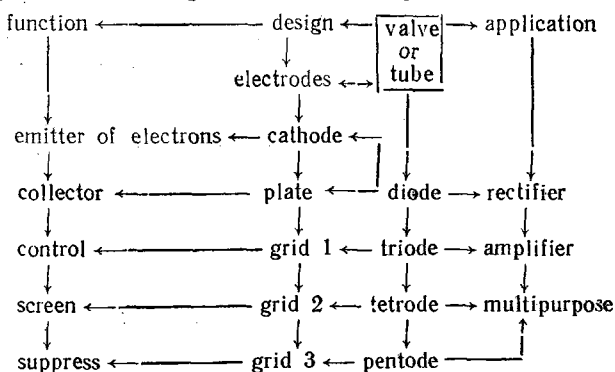 function design valve application
or
electrodes tube
emitter of electrons cathode
collector plate diode rectifier
control grid 1 triode amplifier
screen grid 2 tetrode multipurpose
suppress grid 3 pentode